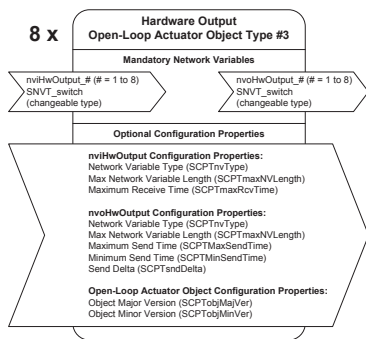 8 x
Hardware Output
Open-Loop Actuator Object Type #3
Mandatory Network Variables
nviHwOutput_# (# = 1 to 8)
SNVT_switch
(changeable type)
nvoHwOutput_# (# = 1 to 8)
SNVT_switch
(changeable type)
Optional Configuration Properties
nviHwOutput Configuration Properties:
Network Variable Type (SCPTnvType)
Max Network Variable Length (SCPTmaxNVLength)
Maximum Receive Time (SCPTmaxRcvTime)
nvoHwOutput Configuration Properties:
Network Variable Type (SCPTnvType)
Max Network Variable Length (SCPTmaxNVLength)
Maximum Send Time (SCPTMaxSendTime)
Minimum Send Time (SCPTMinSendTime)
Send Delta (SCPTsndDelta)
Open-Loop Actuator Object Configuration Properties:
Object Major Version (SCPTobjMajVer)
Object Minor Version (SCPTobjMinVer)